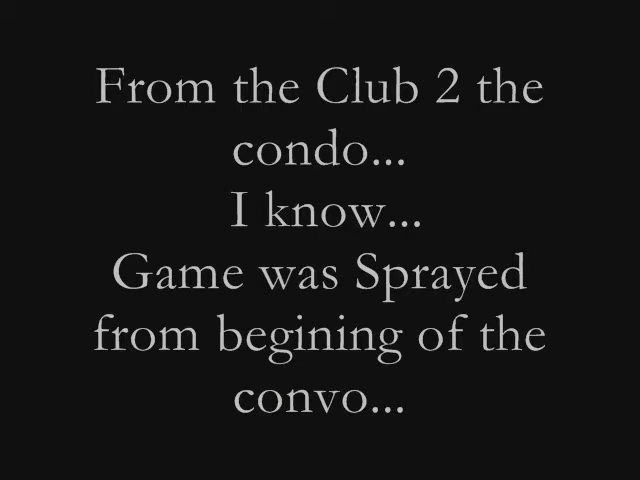 From the Club 2 the
condo...
I know...
Game was Sprayed
from begining of the
convo...